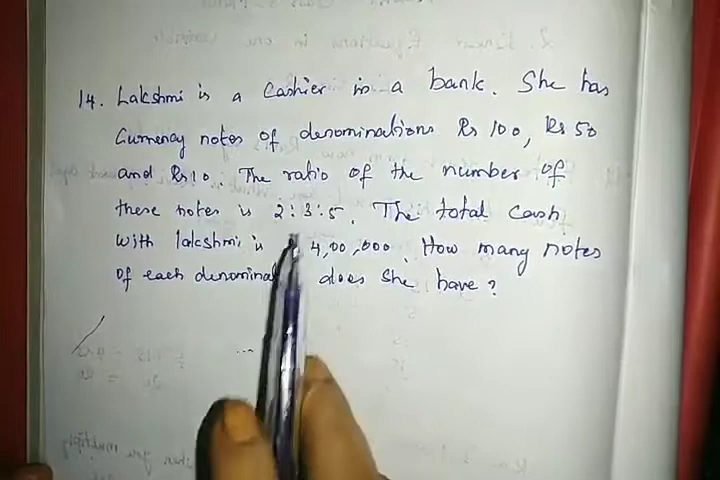 14. Lakshmi is a Cashier in a bank. She has
Currency notes of denominations Rs 100, Rs 50
and Rs 10. The ratio of the number of
these notes is 2:3:5. The total cash
with lakshmi is 4,00,000. How many notes
of each denominat does she have?